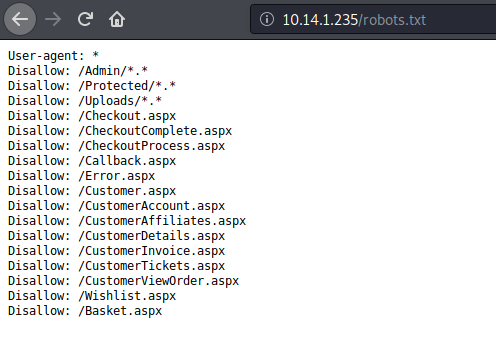 10.14.1.235/robots.txt
User-agent: *
Disallow: /Admin/*.*
Disallow: /Protected/*.*
Disallow: /Uploads/*.*
Disallow: /Checkout.aspx
Disallow: /CheckoutComplete.aspx
Disallow: /CheckoutProcess.aspx
Disallow: /Callback.aspx
Disallow: /Error.aspx
Disallow: /Customer.aspx
Disallow: /CustomerAccount.aspx
Disallow: /CustomerAffiliates.aspx
Disallow: /CustomerDetails.aspx
Disallow: /CustomerInvoice.aspx
Disallow: /CustomerTickets.aspx
Disallow: /CustomerViewOrder.aspx
Disallow: /Wishlist.aspx
Disallow: /Basket.aspx